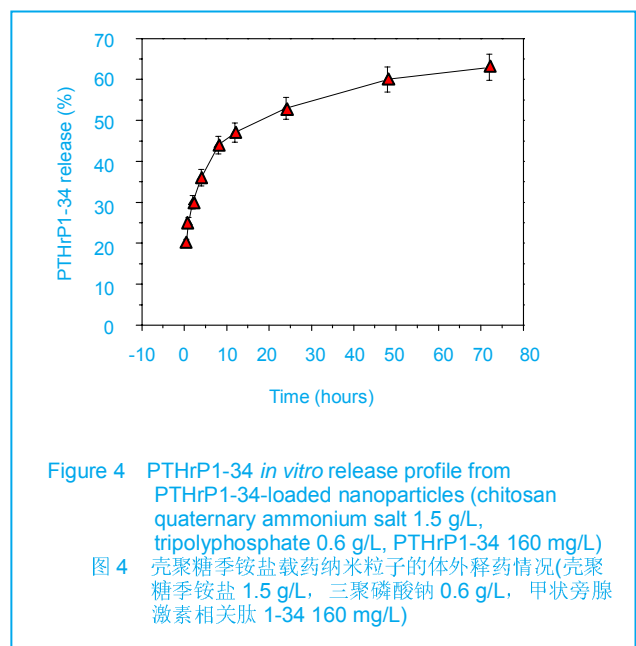 70
60
50
40
30
20
10
0
PTHrP1-34 release (%)
-10 0 10 20 30 40 50 60 70 80
Time (hours)
Figure 4 PTHrP1-34 in vitro release profile from
PTHrP1-34-loaded nanoparticles (chitosan
quaternary ammonium salt 1.5 g/L,
tripolyphosphate 0.6 g/L, PTHrP1-34 160 mg/L)
图 4 壳聚糖季铵盐载药纳米粒子的体外释药情况(壳聚
糖季铵盐 1.5 g/L，三聚磷酸钠 0.6 g/L，甲状旁腺
激素相关肽 1-34 160 mg/L)